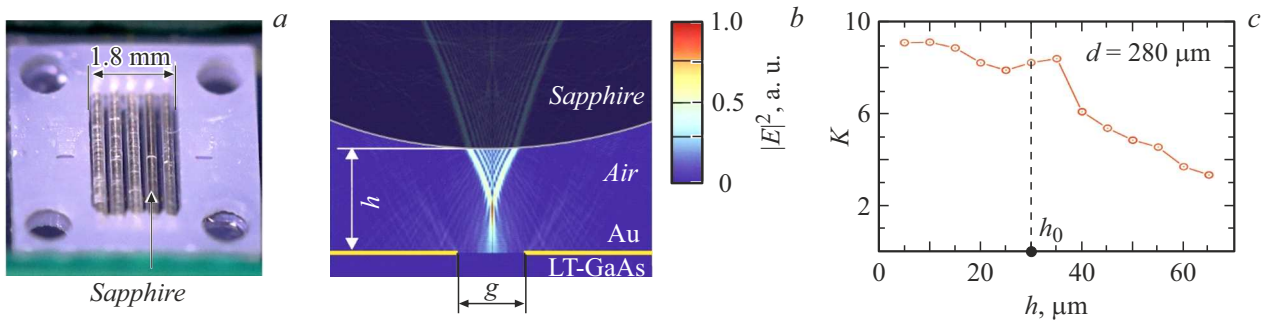 a
1.8 mm
Sapphire
b
Sapphire
Air
h
Au
LT-GaAs
g
1.0
0.5
0
|E|², a. u.
c
d = 280 μm
10
6
2
K
h₀
0 20 40 60
h, μm